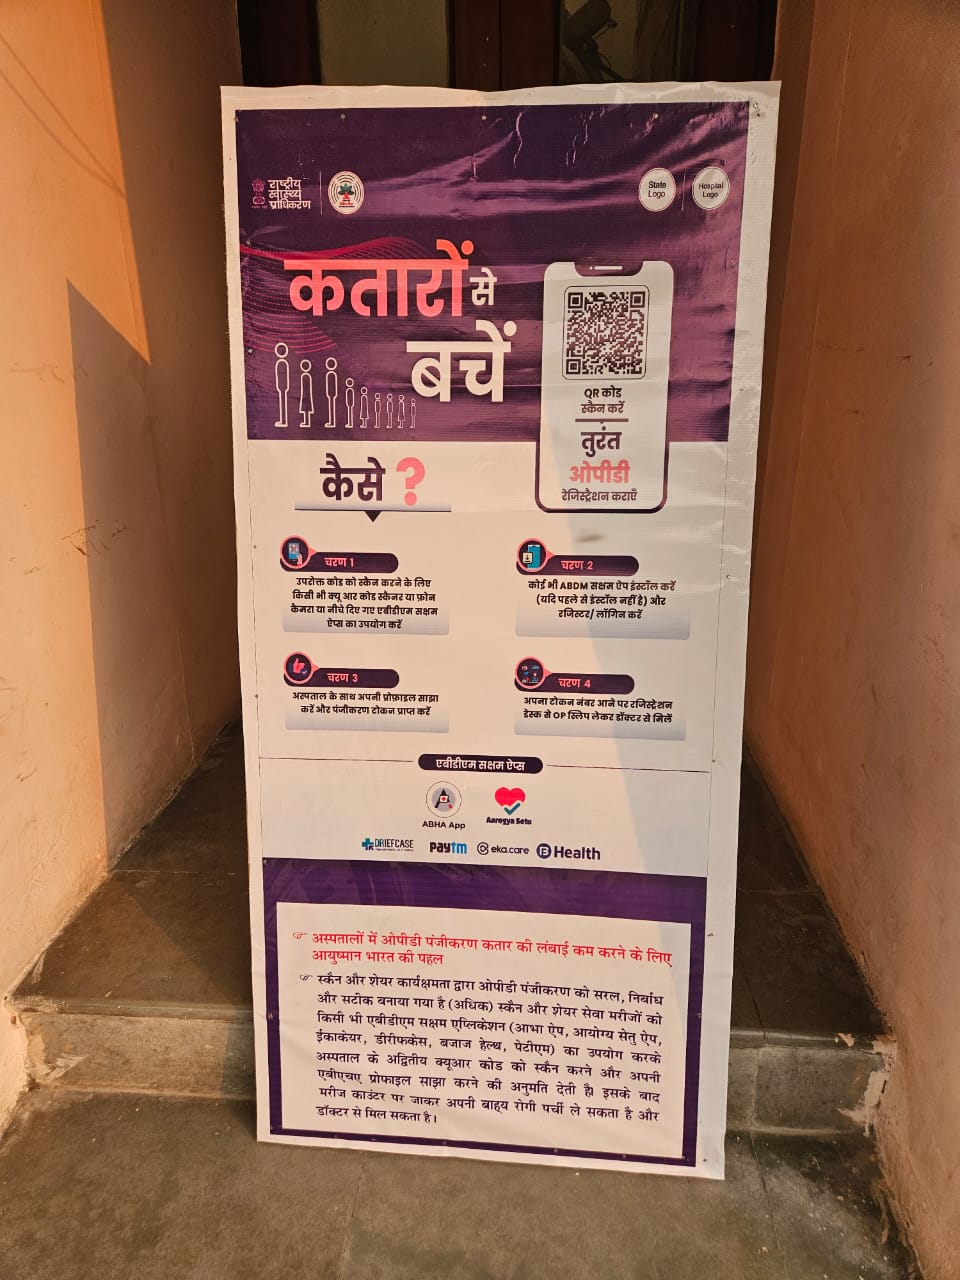 राष्ट्रीय
स्वास्थ्य
प्राधिकरण
State
Logo
Hospital
Logo
कतारों से
बचें
QR कोड
स्कैन करें
तुरंत
ओपीडी
रेजिस्ट्रैशन कराएँ
कैसे ?
चरण 1
उपरोक्त कोड को स्कैन करने के लिए
किसी भी क्यू आर कोड स्कैनर या फ़ोन
कैमरा या नीचे दिए गए एबीडीएम सक्षम
ऐप्स का उपयोग करें
चरण 2
कोई भी ABDM सक्षम ऐप इंस्टॉल करें
(यदि पहले से इंस्टॉल नहीं है) और
रजिस्टर/ लॉगिन करें
चरण 3
अस्पताल के साथ अपनी प्रोफ़ाइल साझा
करें और पंजीकरण टोकन प्राप्त करें
चरण 4
अपना टोकन नंबर आने पर रजिस्ट्रेशन
डेस्क से OP स्लिप लेकर डॉक्टर से मिलें
एबीडीएम सक्षम ऐप्स
ABHA App
Aarogya Setu
DRIEFCASE
paytm
eka.care
Health
अस्पतालों में ओपीडी पंजीकरण कतार की लंबाई कम करने के लिए
आयुष्मान भारत की पहल
स्कैन और शेयर कार्यक्षमता द्वारा ओपीडी पंजीकरण को सरल, निर्बाध
और सटीक बनाया गया है (अधिक) स्कैन और शेयर सेवा मरीजों को
किसी भी एबीडीएम सक्षम एप्लिकेशन (आभा ऐप, आयोग्य सेतु ऐप,
ईकाकेयर, डीरीफकेस, बजाज हेल्थ, पेटीएम) का उपयोग करके
अस्पताल के अद्वितीय क्यूआर कोड को स्कैन करने और अपनी
एबीएचए प्रोफाइल साझा करने की अनुमति देती है। इसके बाद
मरीज काउंटर पर जाकर अपनी बाह्य रोगी पर्ची ले सकता है और
डॉक्टर से मिल सकता है।